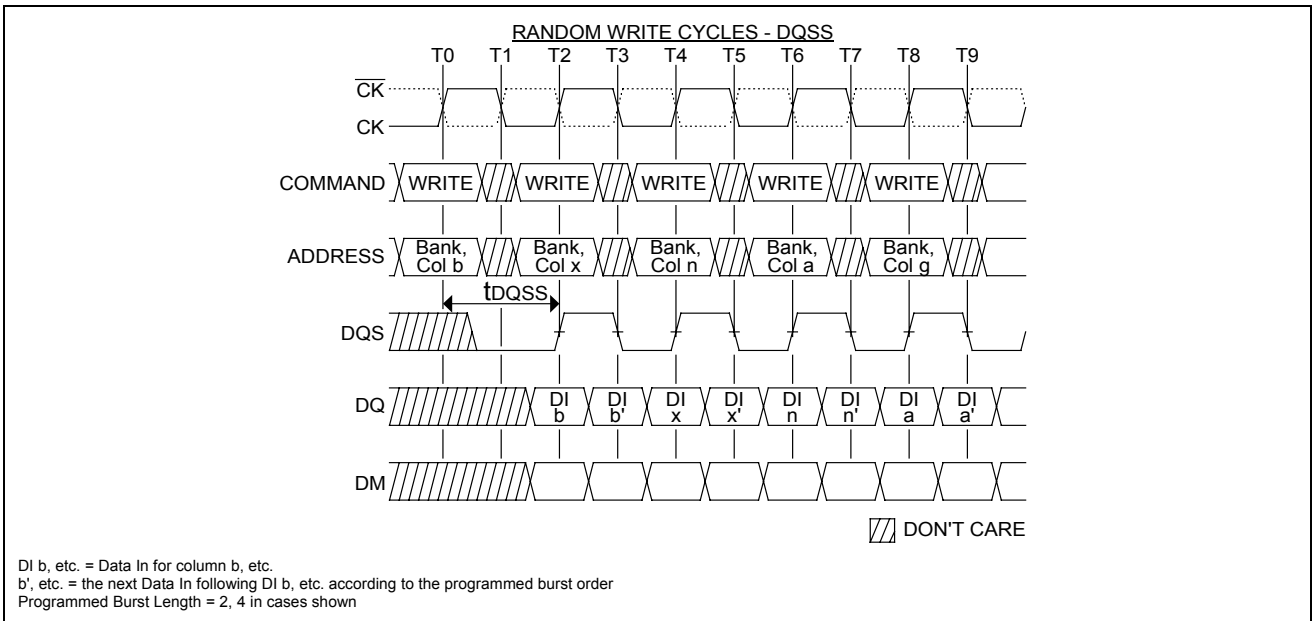 RANDOM WRITE CYCLES - DQSS
T0 T1 T2 T3 T4 T5 T6 T7 T8 T9
CK
CK
COMMAND WRITE WRITE WRITE WRITE WRITE
ADDRESS Bank, Bank, Bank, Bank, Bank,
Col b Col x Col n Col a Col g
tDQSS
DQS
DQ DI DI DI DI DI DI DI DI
b b' x x' n n' a a'
DM
DON'T CARE
DI b, etc. = Data In for column b, etc.
b', etc. = the next Data In following DI b, etc. according to the programmed burst order
Programmed Burst Length = 2, 4 in cases shown